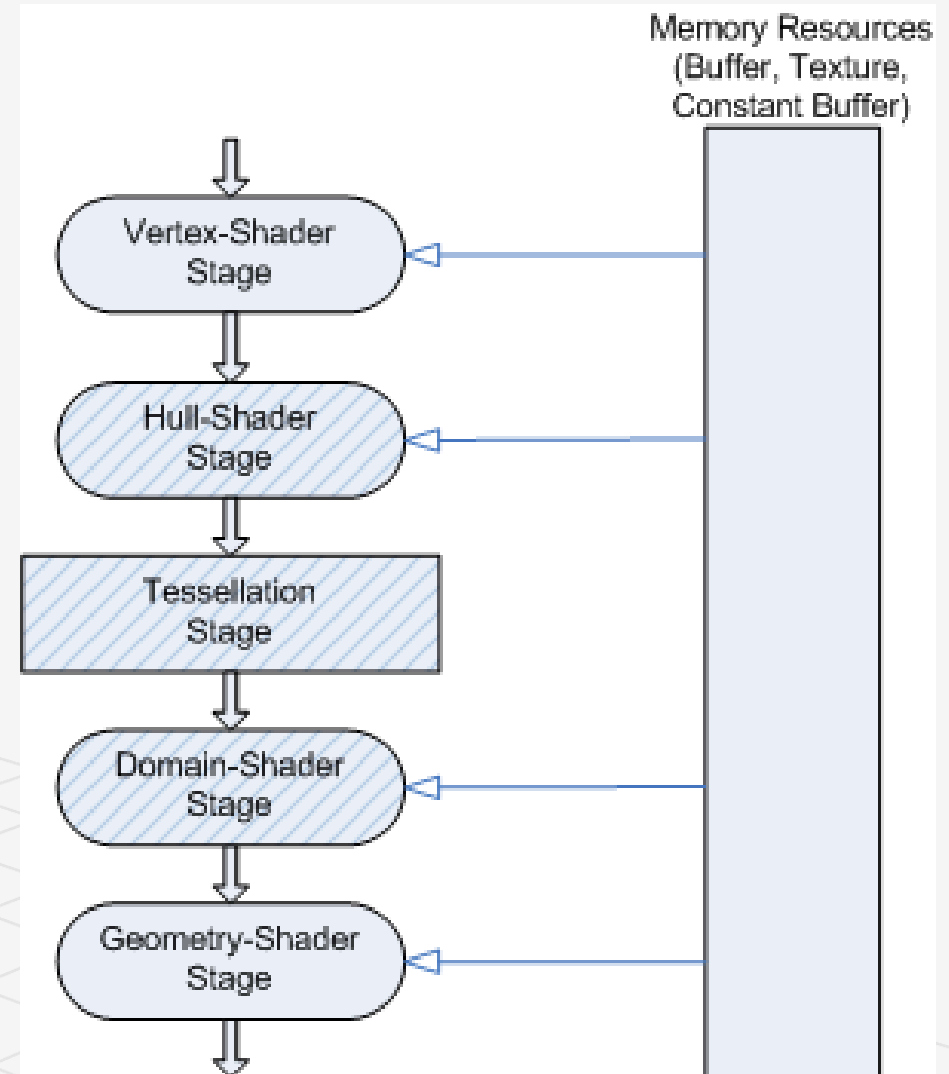 Memory Resources
(Buffer, Texture,
Constant Buffer)
Vertex-Shader
Stage
Hull-Shader
Stage
Tessellation
Stage
Domain-Shader
Stage
Geometry-Shader
Stage